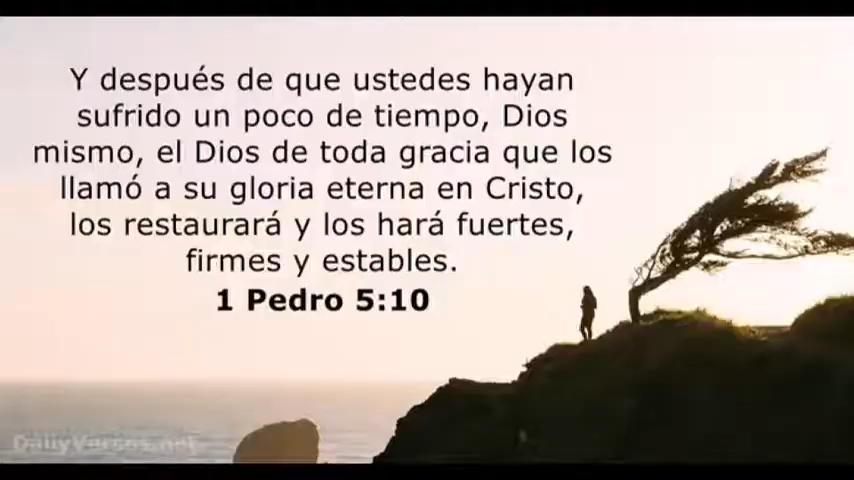 Y después de que ustedes hayan
sufrido un poco de tiempo, Dios
mismo, el Dios de toda gracia que los
llamó a su gloria eterna en Cristo,
los restaurará y los hará fuertes,
firmes y estables.
1 Pedro 5:10
DailyVerses.net